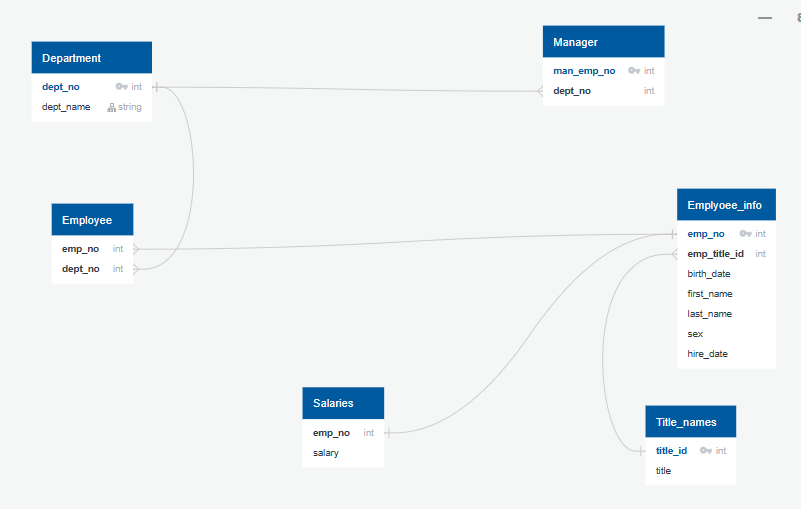 Department
dept_no int
dept_name string
Manager
man_emp_no int
dept_no int
Employee
emp_no int
dept_no int
Emplyoee_info
emp_no int
emp_title_id int
birth_date
first_name
last_name
sex
hire_date
Salaries
emp_no int
salary
Title_names
title_id int
title